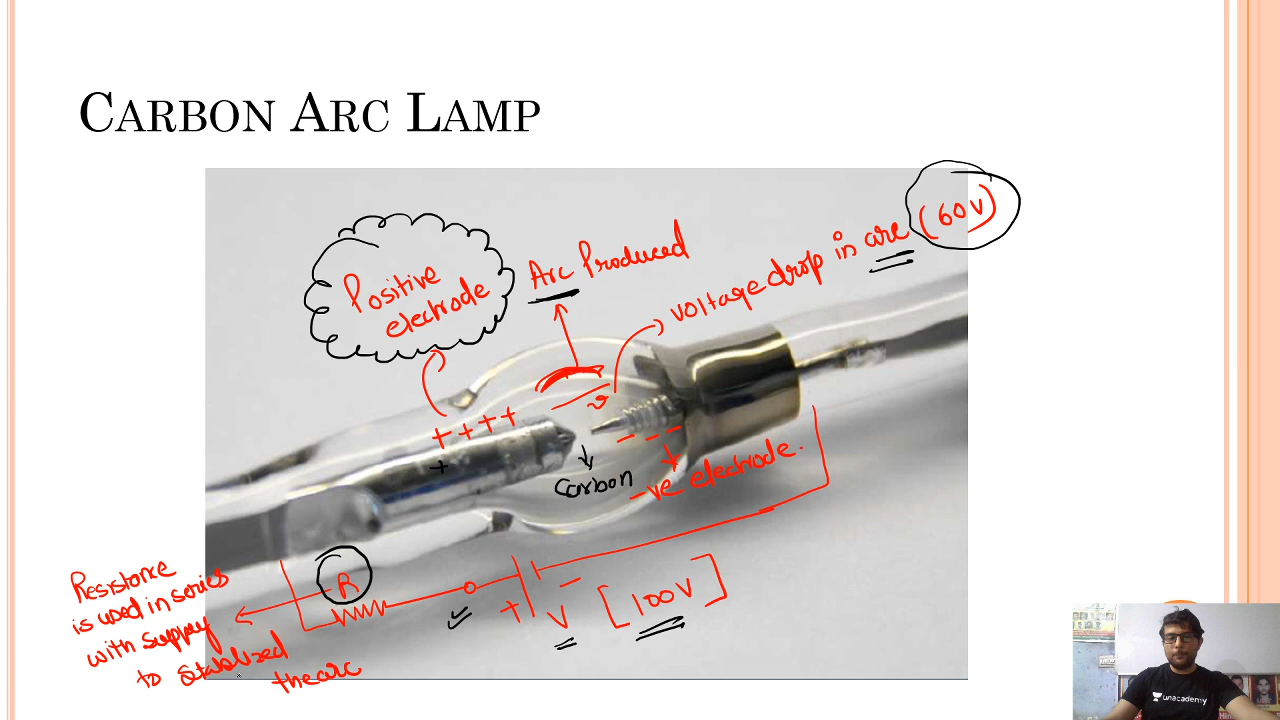 CARBON ARC LAMP
Positive
electrode
Arc Produced
voltage drop in arc (60V)
+ + + +
+
Carbon
- - -
-ve electrode.
R
+
V
-
[100V]
Resistance
is used in series
with supply
to stabilized
the arc
unacademy